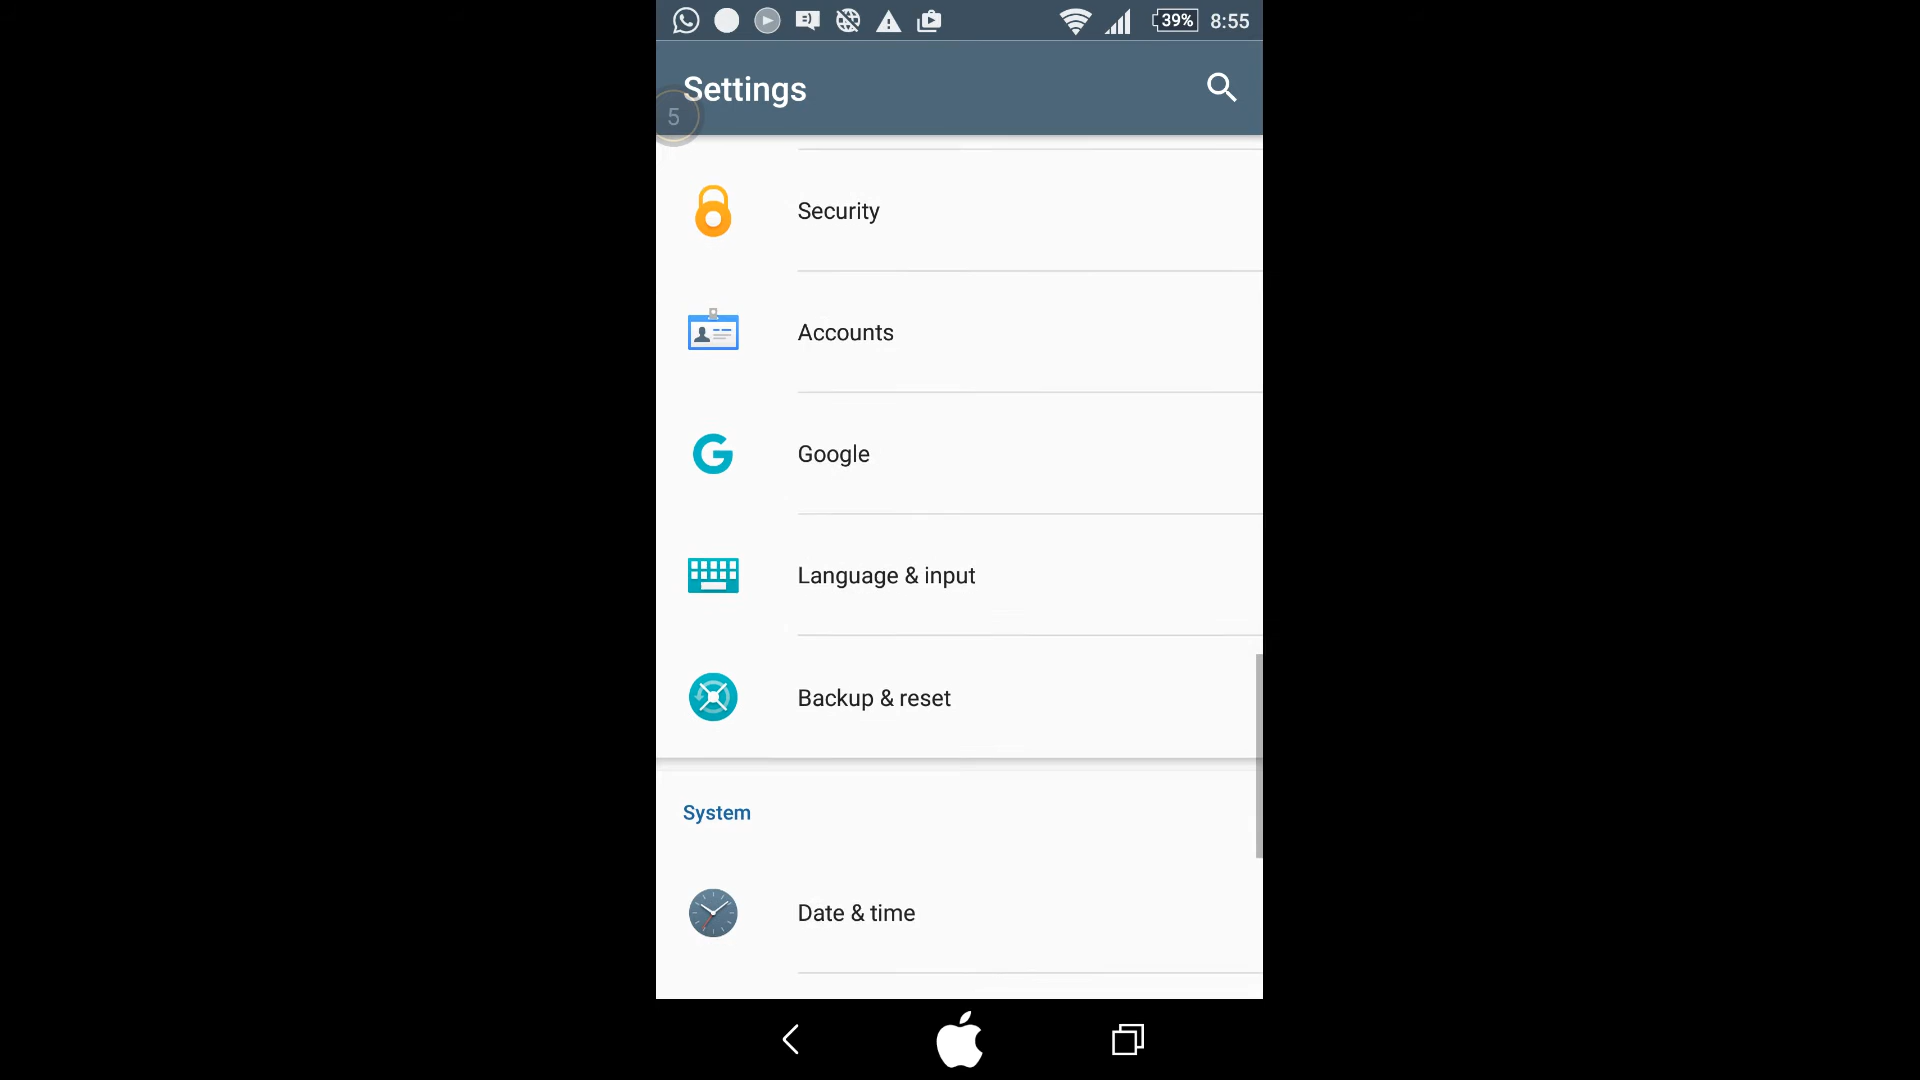 39% 8:55
Settings
5
Security
Accounts
Google
Language & input
Backup & reset
System
Date & time